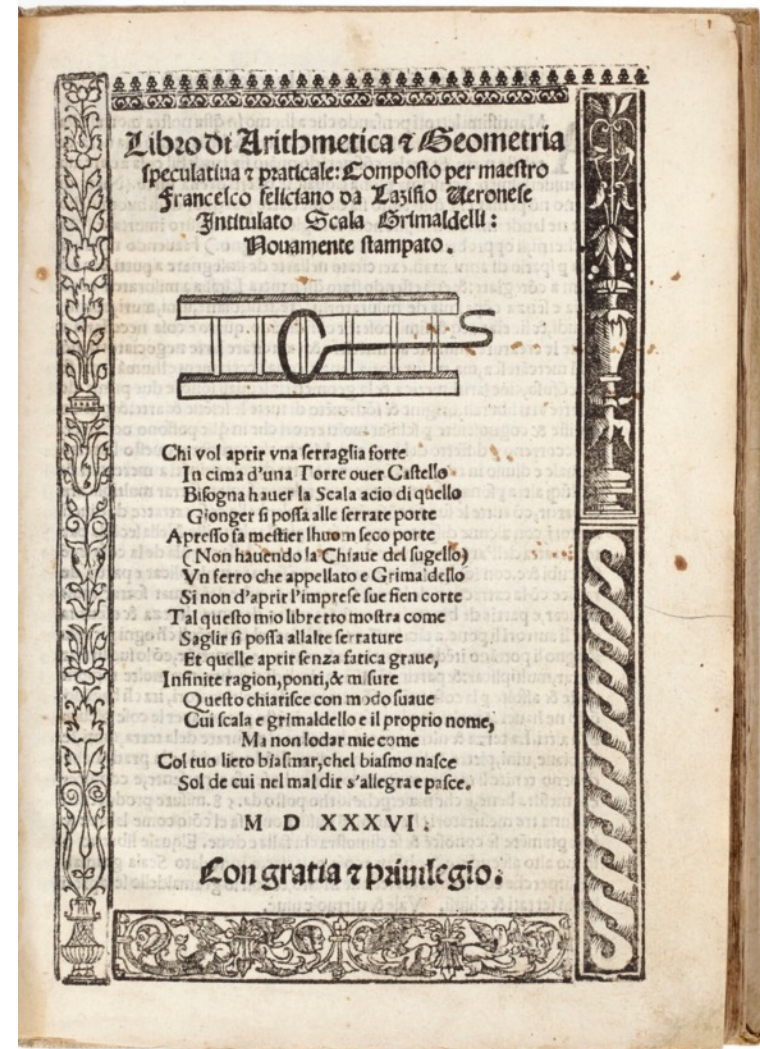 Libro di Arithmetica ⁊ Geometria
speculatiua ⁊ praticale: Composto per maestro
Francesco feliciano da Lazisio Ueronese
Intitulato Scala Grimaldelli:
Nouamente stampato.
Chi vol aprir vna serraglia forte
In cima d'una Torre ouer Castello
Bisogna hauer la Scala acio di quello
Gionger si possa alle serrate porte
Apresso fa mestier lhuom seco porte
(Non hauendo la Chiaue del sugello)
Vn ferro che appellato e Grimaldello
Si non d'aprir l'imprese sue fien corte
Tal questo mio libretto mostra come
Saglir si possa allalte serrature
Et quelle aprir senza fatica graue,
Infinite ragion, ponti, & misure
Questo chiarisce con modo suaue
Cui scala e grimaldello e il proprio nome,
Ma non lodar mie come
Col tuo liero biasmar, chel biasmo nasce
Sol de cui nel mal dir s'allegra e pasce.
M D XXXVI.
Con gratia ⁊ priuilegio.